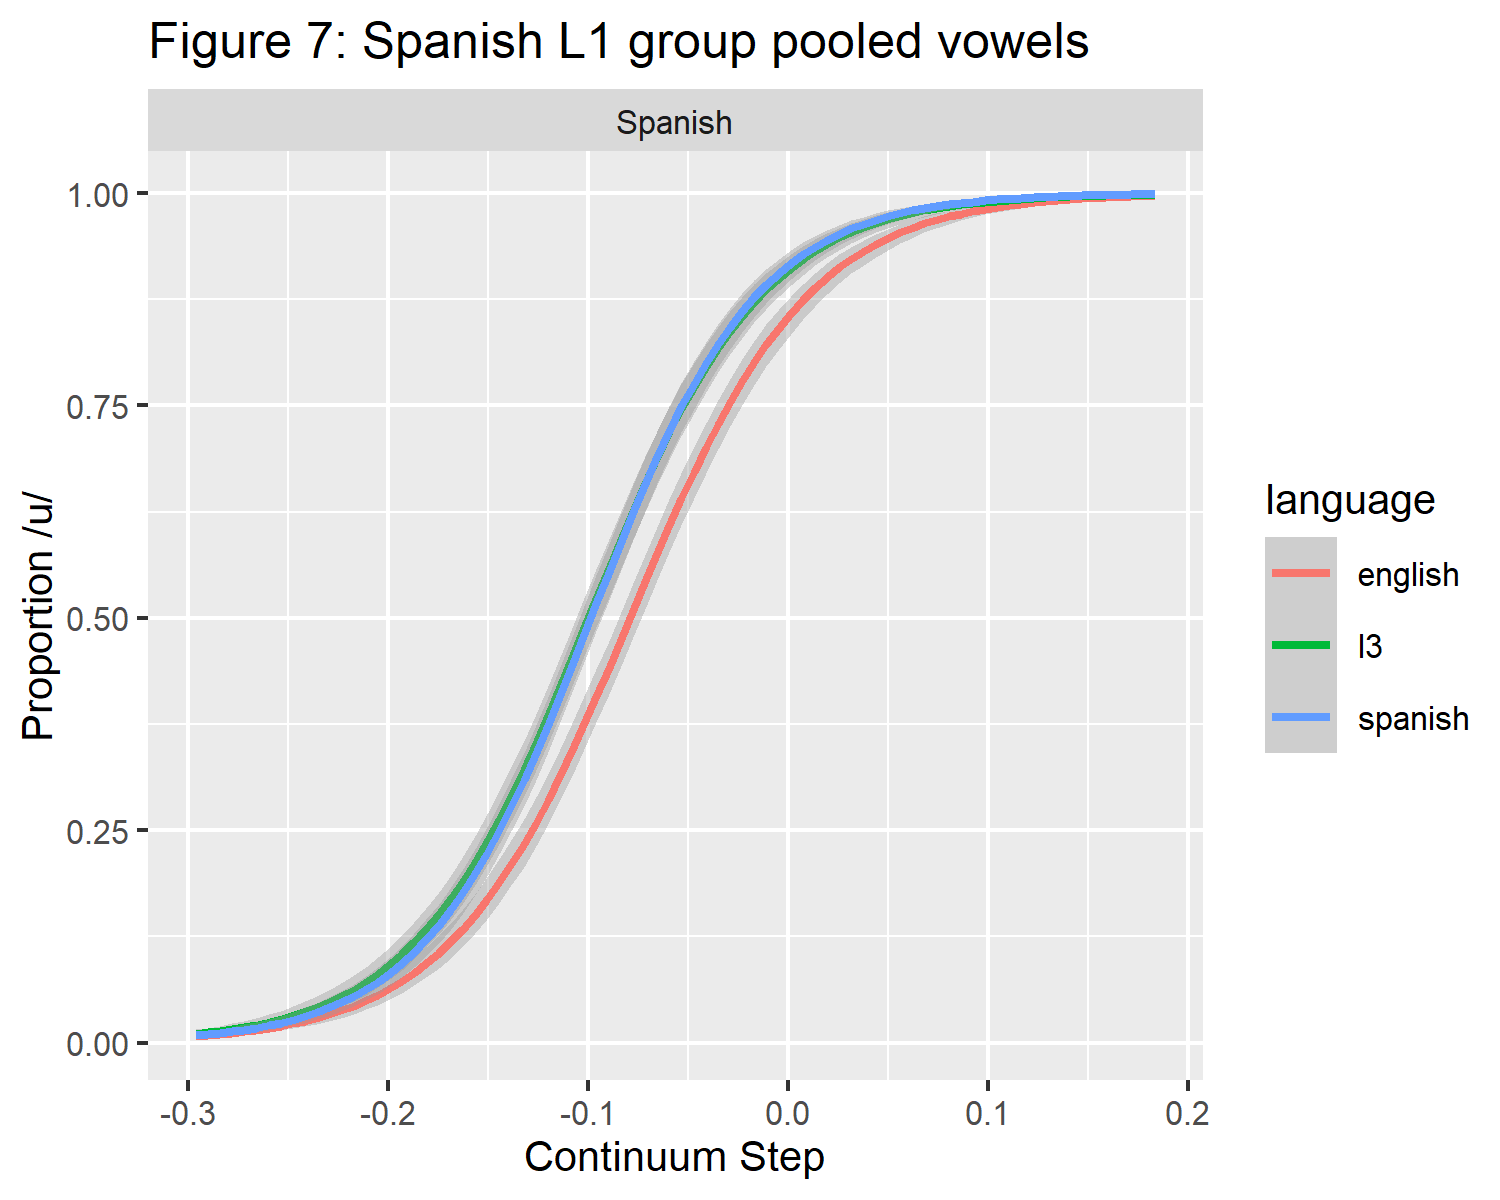 Figure 7: Spanish L1 group pooled vowels
Spanish
1.00
0.75
0.50
0.25
0.00
Proportion /u/
-0.3 -0.2 -0.1 0.0 0.1 0.2
Continuum Step
language
english
l3
spanish